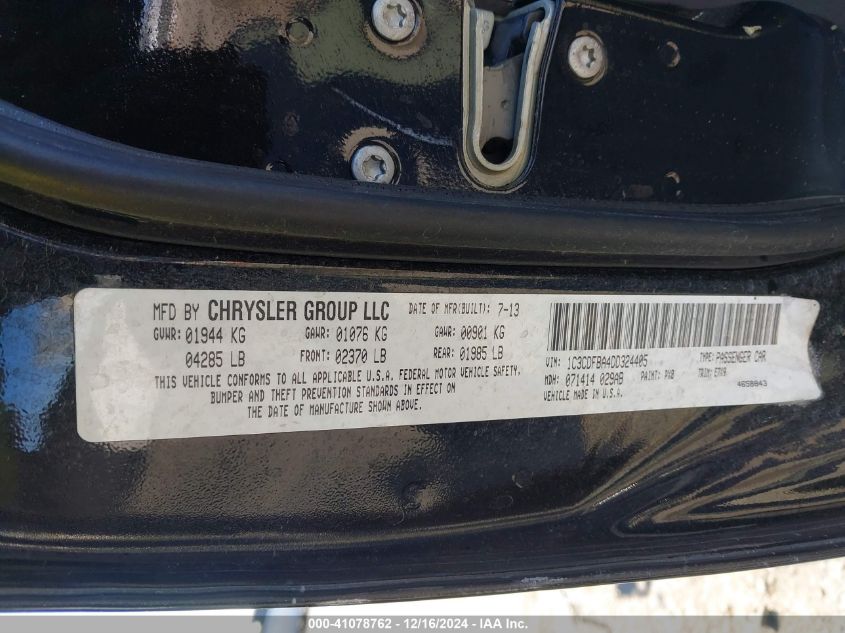 MFD BY CHRYSLER GROUP LLC DATE OF MFR(BUILT): 7-13
GVWR: 01944 KG GAWR: 01076 KG GAWR: 00901 KG
04285 LB FRONT: 02370 LB REAR: 01985 LB
THIS VEHICLE CONFORMS TO ALL APPLICABLE U.S.A. FEDERAL MOTOR VEHICLE SAFETY,
BUMPER AND THEFT PREVENTION STANDARDS IN EFFECT ON
THE DATE OF MANUFACTURE SHOWN ABOVE.
VIN: 1C3CDFBA4DD324405 TYPE: PASSENGER CAR
MDH: 071414 029AB PAINT: PXB TRIM:
VEHICLE MADE IN U.S.A. 4658843
000-41078762 - 12/16/2024 - IAA Inc.